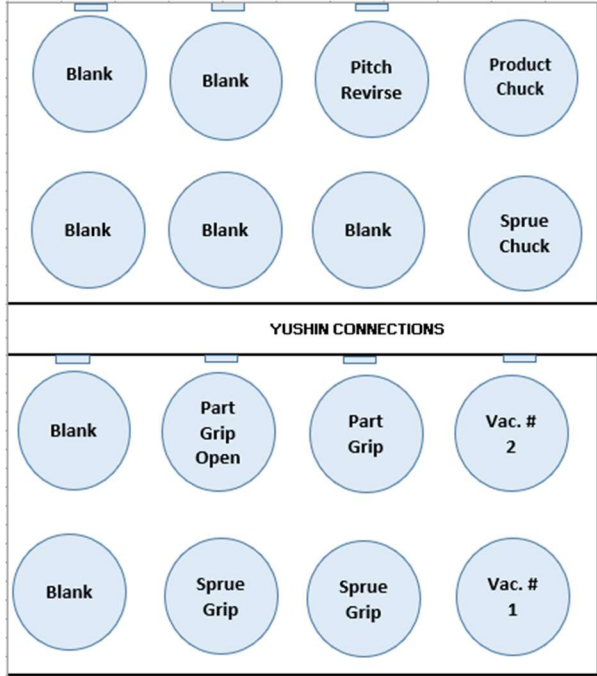 Blank
Blank
Pitch
Revirse
Product
Chuck
Blank
Blank
Blank
Sprue
Chuck
YUSHIN CONNECTIONS
Blank
Part
Grip
Open
Part
Grip
Vac. #
2
Blank
Sprue
Grip
Sprue
Grip
Vac. #
1